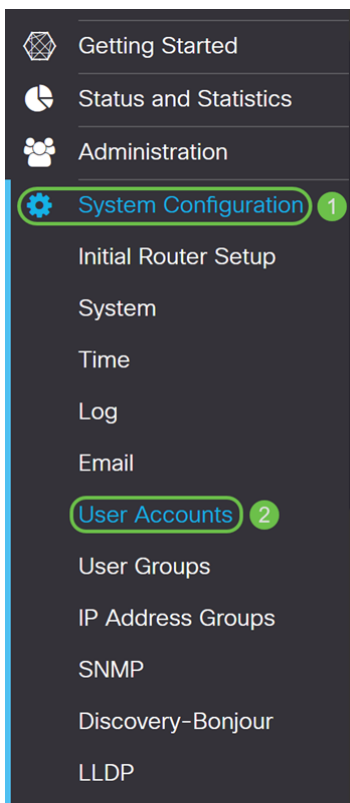 Getting Started
Status and Statistics
Administration
System Configuration 1
Initial Router Setup
System
Time
Log
Email
User Accounts 2
User Groups
IP Address Groups
SNMP
Discovery-Bonjour
LLDP